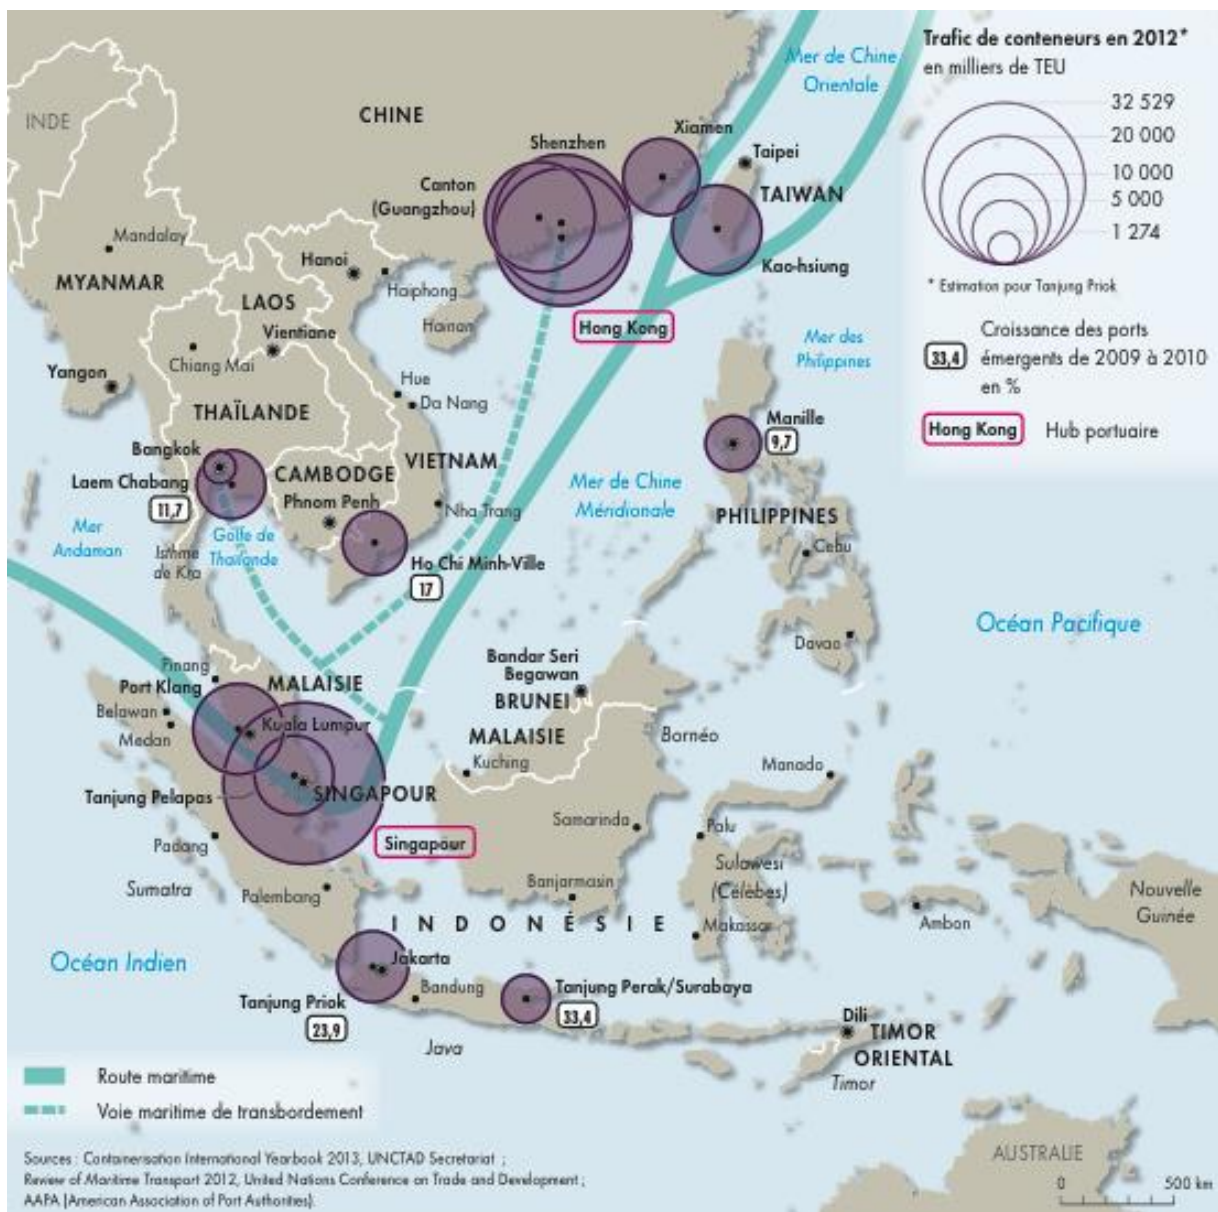 Trafic de conteneurs en 2012*
en milliers de TEU
32 529
20 000
10 000
5 000
1 274
* Estimation pour Tanjung Priok
33,4
Croissance des ports
émergents de 2009 à 2010
en %
Hong Kong
Hub portuaire
Mer de Chine
Orientale
INDE
CHINE
Xiamen
Shenzhen
Taipei
Canton
(Guangzhou)
TAIWAN
Mandalay
Hanoi
Kao-hsiung
MYANMAR
Haiphong
LAOS
Hainan
Hong Kong
Vientiane
Mer des
Philippines
Chiang Mai
Yangon
Hue
Da Nang
THAÏLANDE
Manille
9,7
Bangkok
VIETNAM
CAMBODGE
Laem Chabang
11,7
Phnom Penh
Mer de Chine
Méridionale
Nha Trang
PHILIPPINES
Mer
Andaman
Golfe de
Thaïlande
Isthme
de Kra
Cebu
Ho Chi Minh-Ville
17
Océan Pacifique
Davao
Pinang
Bandar Seri
Begawan
MALAISIE
Port Klang
BRUNEI
Belawan
Kuala Lumpur
Medan
MALAISIE
Bornéo
Kuching
Manado
Tanjung Pelapas
SINGAPOUR
Samarinda
Palu
Singapour
Padang
Sulawesi
(Célèbes)
Sumatra
Palembang
Banjarmasin
Nouvelle
Guinée
INDONÉSIE
Makassar
Ambon
Océan Indien
Jakarta
Bandung
Tanjung Perak/Surabaya
33,4
Tanjung Priok
23,9
Dili
TIMOR
ORIENTAL
Java
Timor
Route maritime
Voie maritime de transbordement
AUSTRALIE
Sources : Containerisation International Yearbook 2013, UNCTAD Secretariat ;
Review of Maritime Transport 2012, United Nations Conference on Trade and Development ;
AAPA (American Association of Port Authorities).
0 500 km